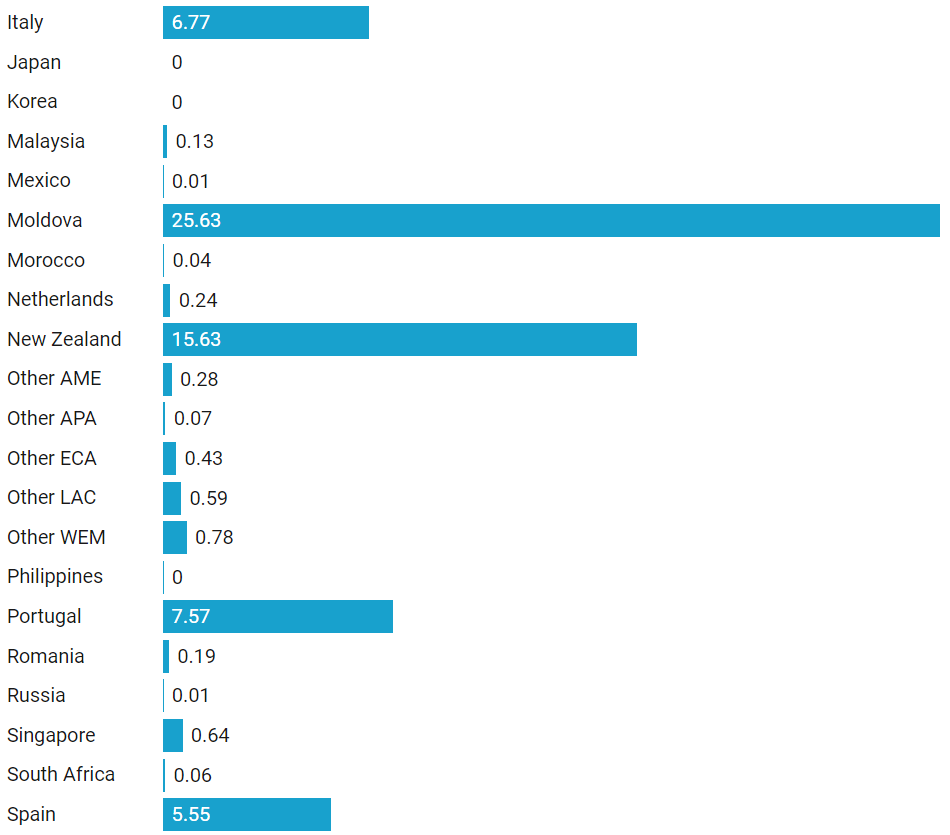 Italy 6.77
Japan 0
Korea 0
Malaysia 0.13
Mexico 0.01
Moldova 25.63
Morocco 0.04
Netherlands 0.24
New Zealand 15.63
Other AME 0.28
Other APA 0.07
Other ECA 0.43
Other LAC 0.59
Other WEM 0.78
Philippines 0
Portugal 7.57
Romania 0.19
Russia 0.01
Singapore 0.64
South Africa 0.06
Spain 5.55